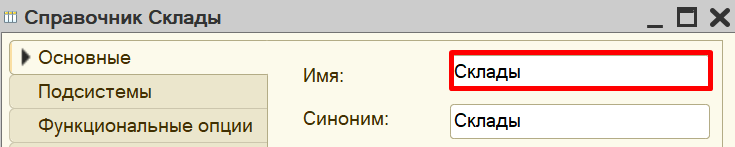 Справочник Склады
Основные
Имя: Склады
Подсистемы
Функциональные опции
Синоним: Склады